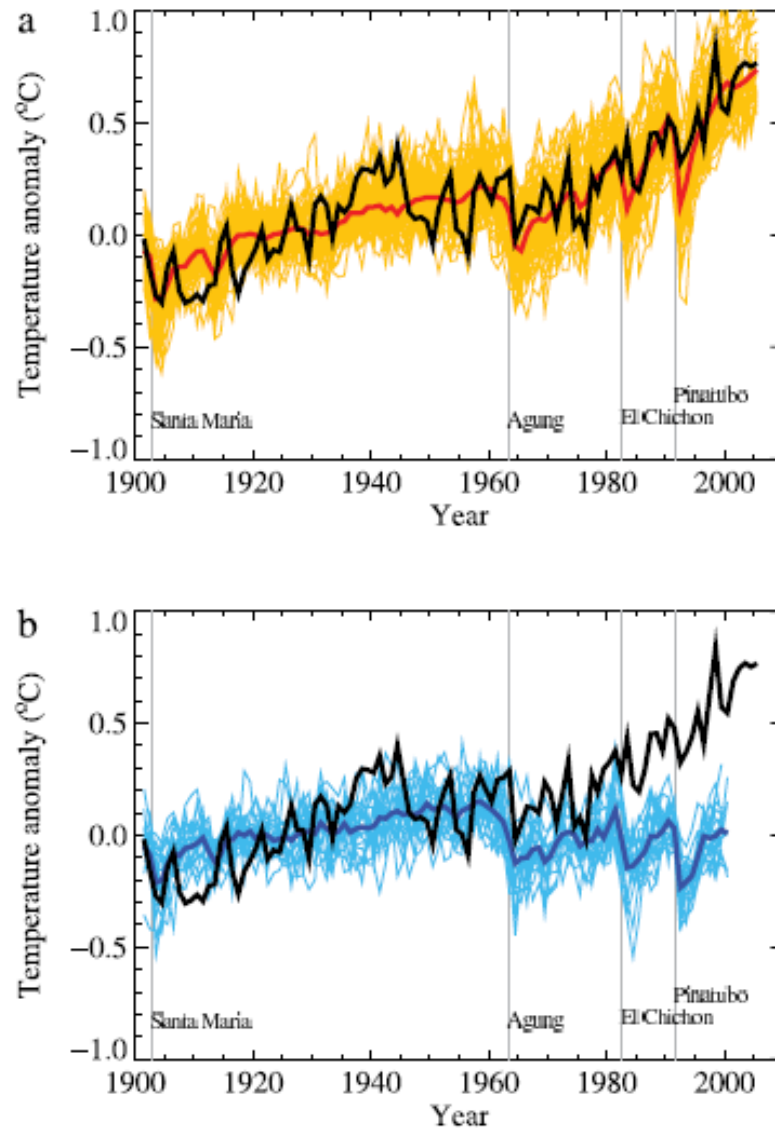 a
Temperature anomaly (°C)
1.0
0.5
0.0
−0.5
−1.0
Santa Maria
Agung
El Chichon
Pinatubo
1900 1920 1940 1960 1980 2000
Year
b
Temperature anomaly (°C)
1.0
0.5
0.0
−0.5
−1.0
Santa Maria
Agung
El Chichon
Pinatubo
1900 1920 1940 1960 1980 2000
Year